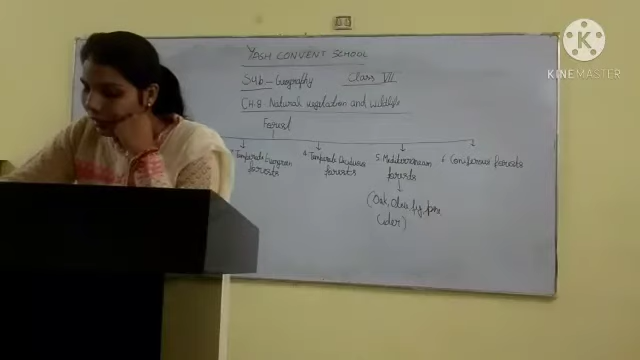 YASH CONVENT SCHOOL
Sub - Geography Class VII
CH-8 Natural vegetation and wildlife
Forest
Temperate Evergreen forests
4 Temperate Deciduous forests
5 Mediterranean forests
6 Coniferous forests
(Oak, Olive, fig, pine
Ceder)
K
KINEMASTER